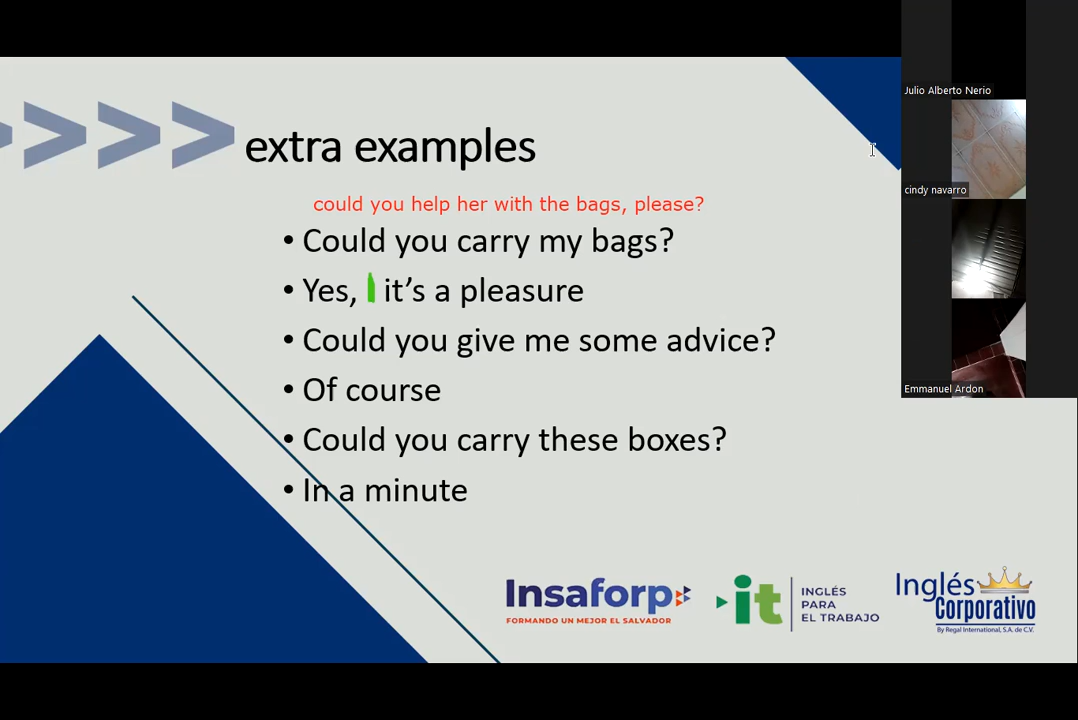 >>>> extra examples
could you help her with the bags, please?
• Could you carry my bags?
• Yes, it’s a pleasure
• Could you give me some advice?
• Of course
• Could you carry these boxes?
• In a minute
Insaforp
FORMANDO UN MEJOR EL SALVADOR
it
INGLÉS
PARA
EL TRABAJO
Inglés
Corporativo
By Regal International, S.A. de C.V.
Julio Alberto Nerio
cindy navarro
Emmanuel Ardon